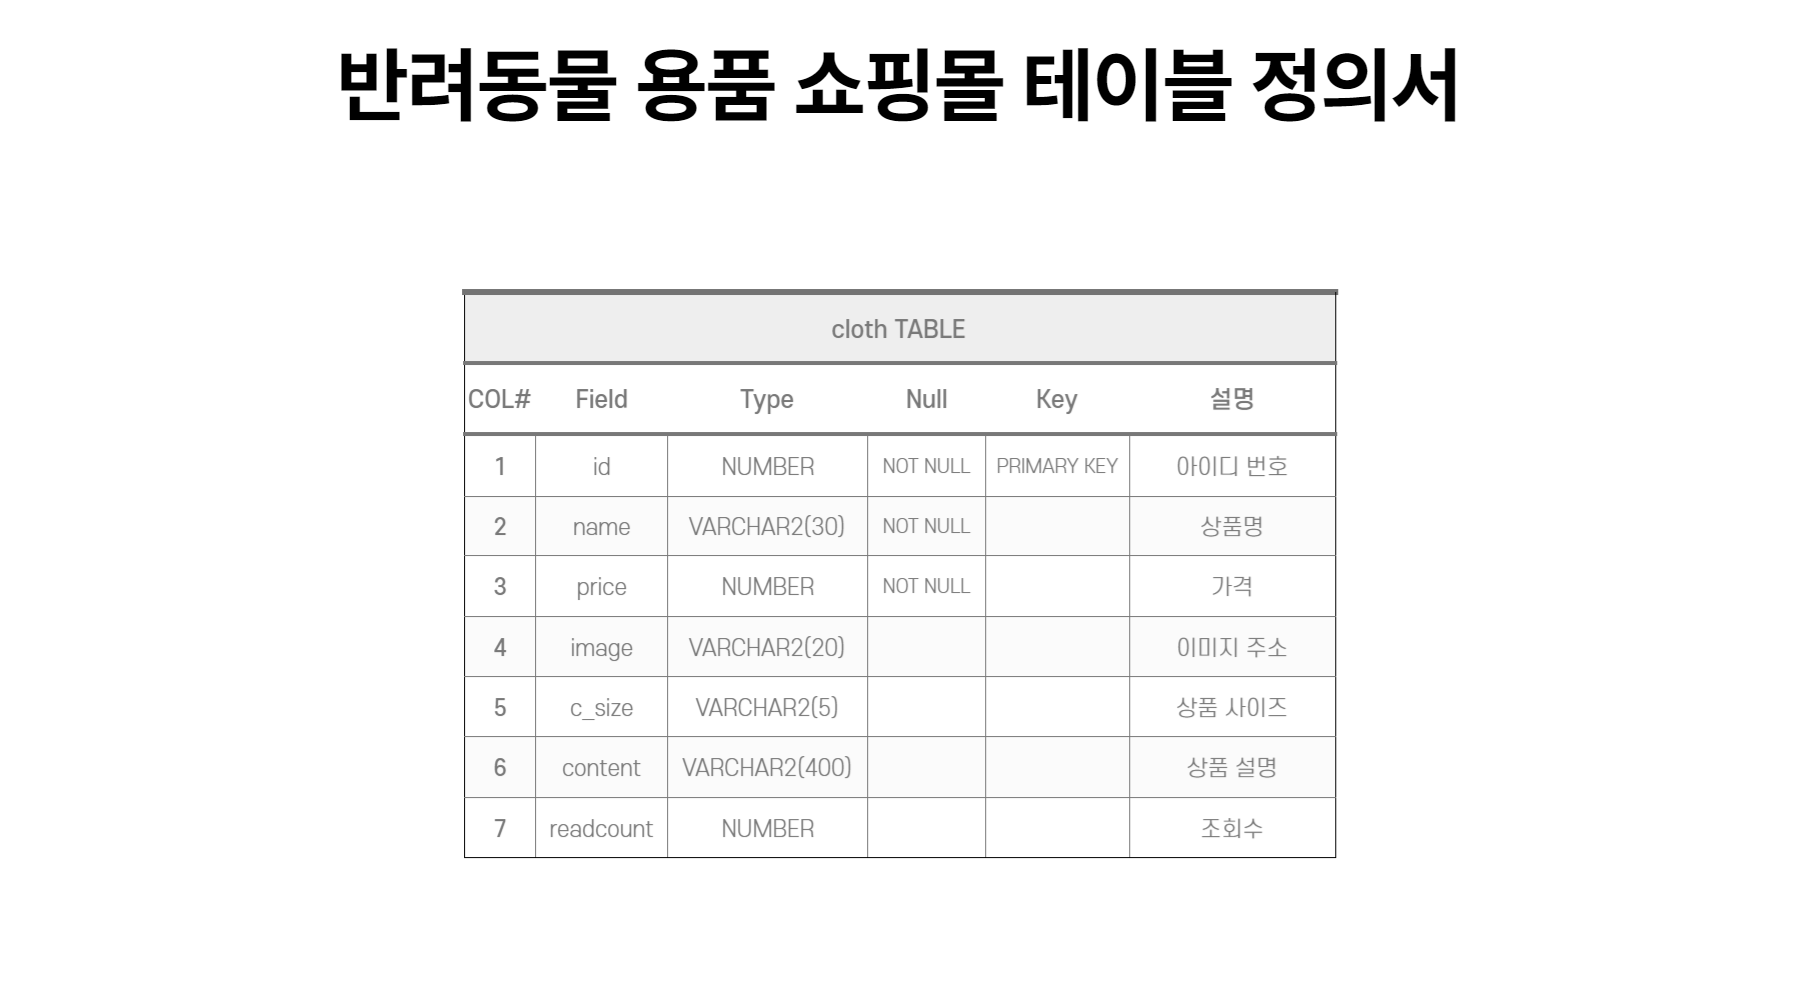 반려동물 용품 쇼핑몰 테이블 정의서
cloth TABLE
COL# Field Type Null Key 설명
1 id NUMBER NOT NULL PRIMARY KEY 아이디 번호
2 name VARCHAR2(30) NOT NULL 상품명
3 price NUMBER NOT NULL 가격
4 image VARCHAR2(20) 이미지 주소
5 c_size VARCHAR2(5) 상품 사이즈
6 content VARCHAR2(400) 상품 설명
7 readcount NUMBER 조회수